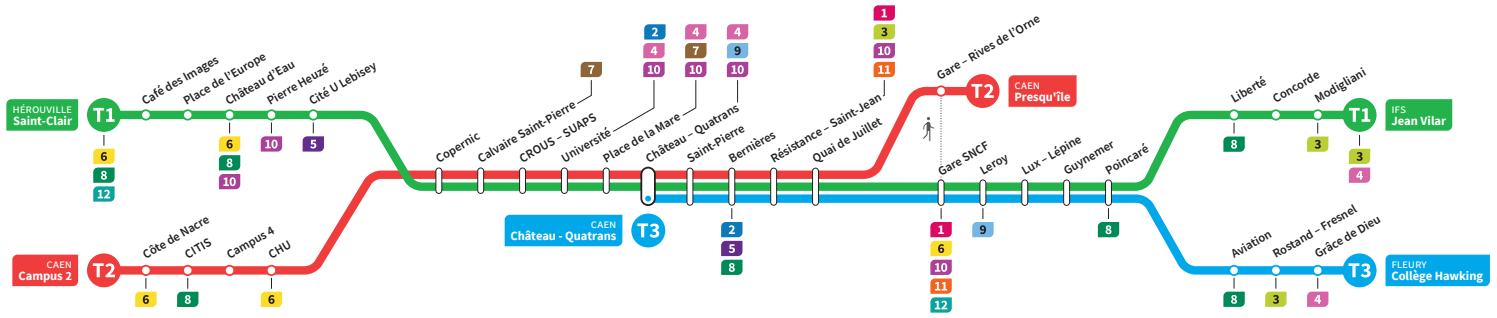 HÉROUVILLE
Saint-Clair
T1
6
8
12
Café des Images
Place de l'Europe
Château d'Eau
6
8
10
Pierre Heuzé
10
Cité U Lebisey
5
CAEN
Campus 2
T2
Côte de Nacre
6
CITIS
8
Campus 4
CHU
6
Copernic
Calvaire Saint-Pierre
7
CROUS – SUAPS
Université
2
4
10
Place de la Mare
4
7
10
Château – Quatrans
4
9
10
CAEN
Château - Quatrans
T3
Saint-Pierre
Bernières
2
5
8
Résistance – Saint-Jean
1
3
10
11
Quai de Juillet
Gare – Rives de l'Orne
T2
CAEN
Presqu'île
Gare SNCF
1
6
10
11
12
Leroy
9
Lux – Lépine
Guynemer
Poincaré
8
Liberté
8
Concorde
Modigliani
3
T1
3
4
IFS
Jean Vilar
Aviation
8
Rostand – Fresnel
3
Grâce de Dieu
4
T3
FLEURY
Collège Hawking